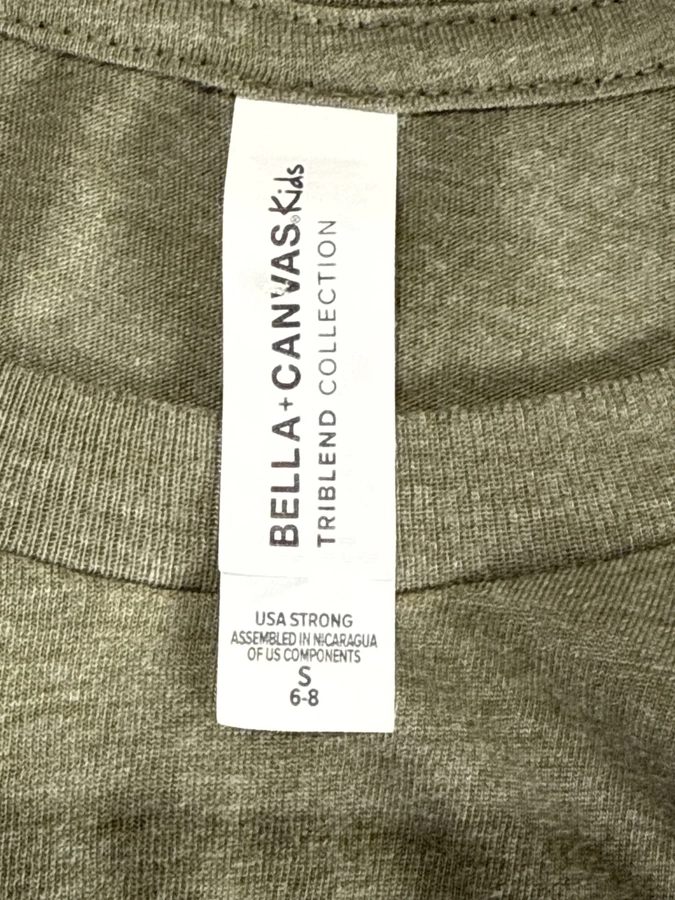 BELLA+CANVAS® Kids
TRIBLEND COLLECTION
USA STRONG
ASSEMBLED IN NICARAGUA
OF US COMPONENTS
S
6-8